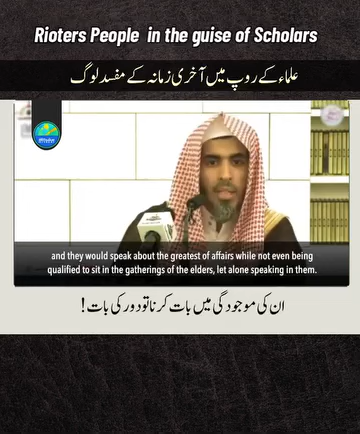 Rioters People in the guise of Scholars
علماء کے روپ میں آخری زمانہ کے مفسد لوگ
and they would speak about the greatest of affairs while not even being
qualified to sit in the gatherings of the elders, let alone speaking in them.
ان کی موجودگی میں بات کرنا تو دور کی بات !